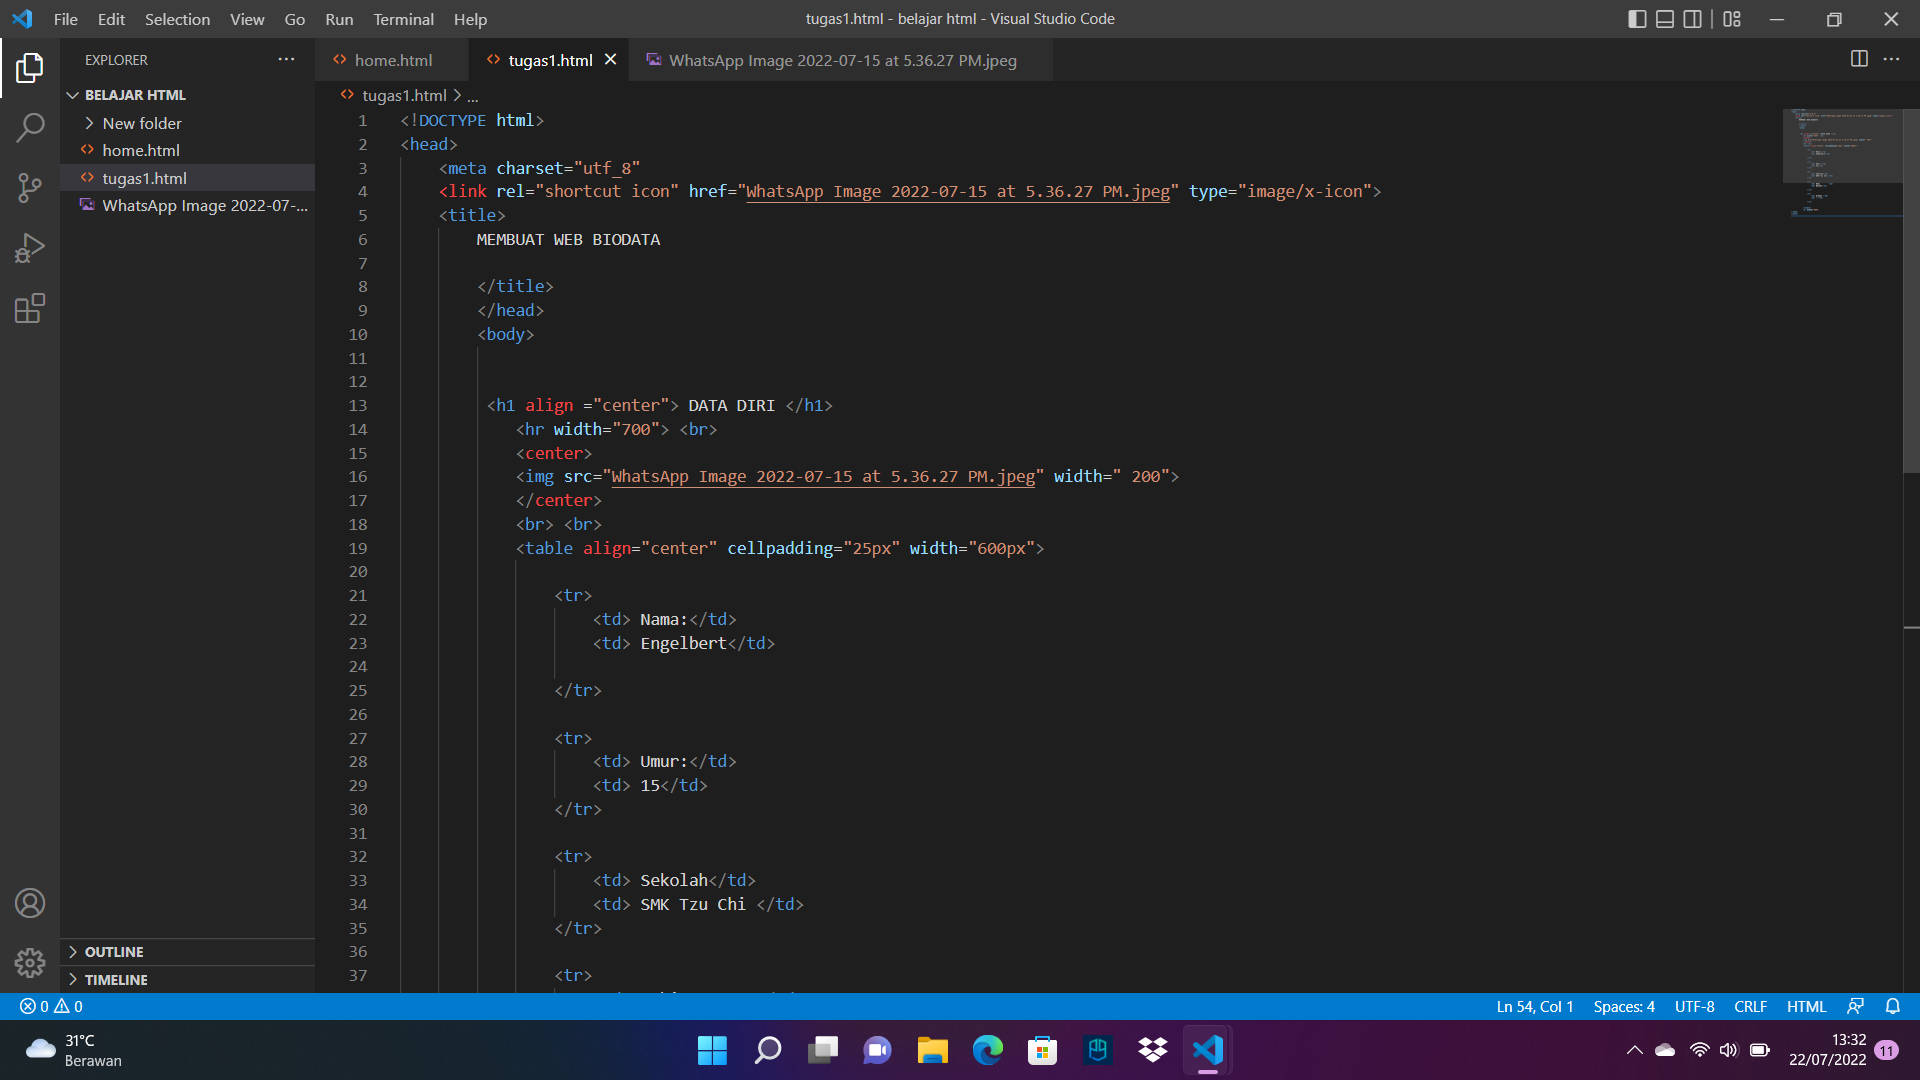 File Edit Selection View Go Run Terminal Help
tugas1.html - belajar html - Visual Studio Code
EXPLORER
home.html
tugas1.html
WhatsApp Image 2022-07-15 at 5.36.27 PM.jpeg
BELAJAR HTML
New folder
home.html
tugas1.html
WhatsApp Image 2022-07-...
OUTLINE
TIMELINE
tugas1.html > ...
1 <!DOCTYPE html>
2 <head>
3 <meta charset="utf_8"
4 <link rel="shortcut icon" href="WhatsApp Image 2022-07-15 at 5.36.27 PM.jpeg" type="image/x-icon">
5 <title>
6 MEMBUAT WEB BIODATA
7
8 </title>
9 </head>
10 <body>
11
12
13 <h1 align ="center"> DATA DIRI </h1>
14 <hr width="700"> <br>
15 <center>
16 <img src="WhatsApp Image 2022-07-15 at 5.36.27 PM.jpeg" width=" 200">
17 </center>
18 <br> <br>
19 <table align="center" cellpadding="25px" width="600px">
20
21 <tr>
22 <td> Nama:</td>
23 <td> Engelbert</td>
24
25 </tr>
26
27 <tr>
28 <td> Umur:</td>
29 <td> 15</td>
30 </tr>
31
32 <tr>
33 <td> Sekolah</td>
34 <td> SMK Tzu Chi </td>
35 </tr>
36
37 <tr>
0 0
Ln 54, Col 1 Spaces: 4 UTF-8 CRLF HTML
31°C
Berawan
13:32
22/07/2022
11